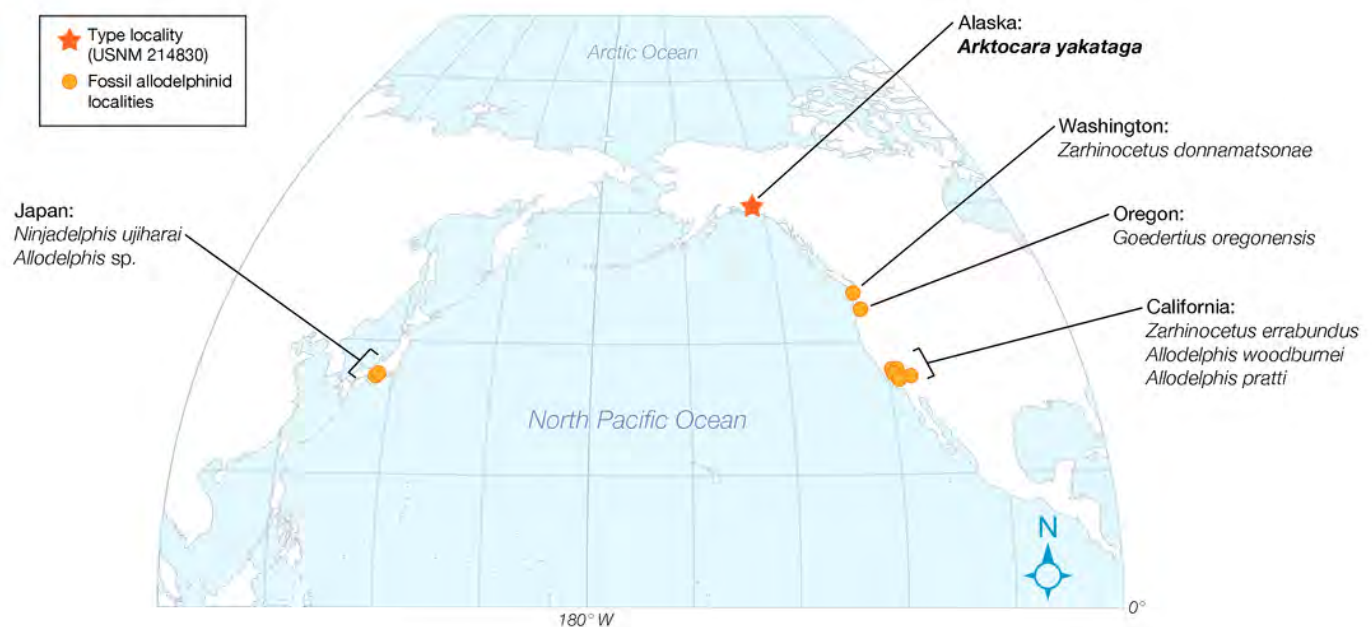 Type locality
(USNM 214830)
Fossil allodelphinid
localities
Arctic Ocean
Alaska:
Arktocara yakataga
Washington:
Zarhinocetus donnamatsonae
Japan:
Ninjadelphis ujiharai
Allodelphis sp.
Oregon:
Goedertius oregonensis
California:
Zarhinocetus errabundus
Allodelphis woodburnei
Allodelphis pratti
North Pacific Ocean
N
180° W
0°